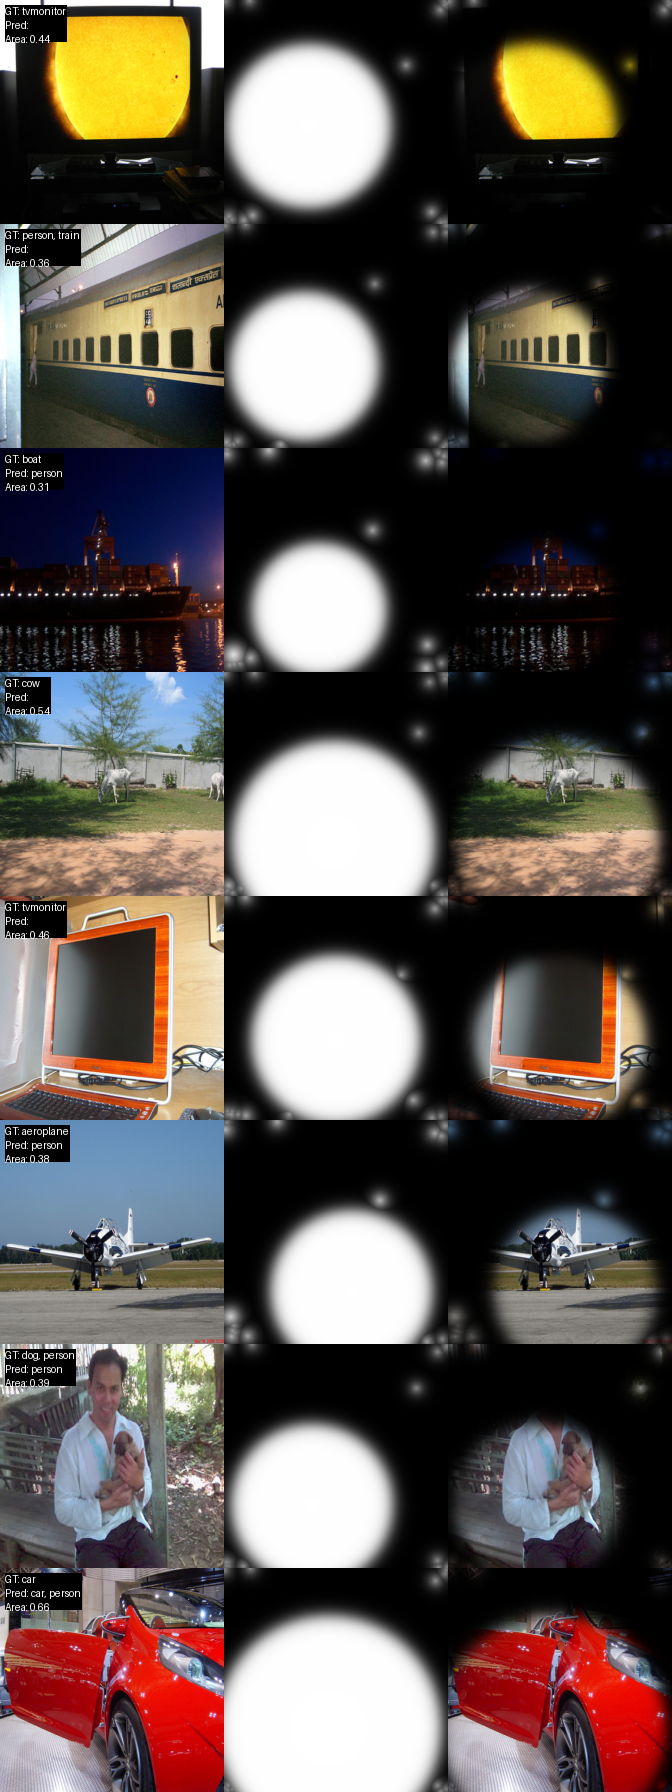 GT: tvmonitor
Pred:
Area: 0.44
GT: person, train
Pred:
Area: 0.36
GT: boat
Pred: person
Area: 0.31
GT: cow
Pred:
Area: 0.54
GT: tvmonitor
Pred:
Area: 0.46
GT: aeroplane
Pred: person
Area: 0.38
GT: dog, person
Pred: person
Area: 0.39
GT: car
Pred: car, person
Area: 0.66